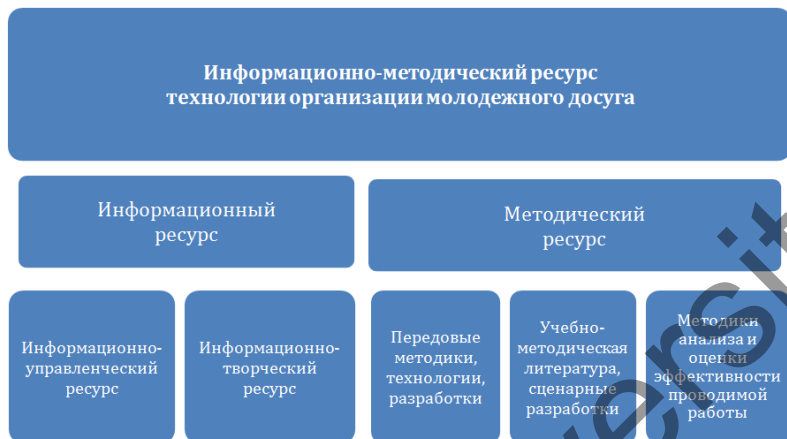 Информационно-методический ресурс
технологии организации молодежного досуга
Информационный
ресурс
Методический
ресурс
Информационно-
управленческий
ресурс
Информационно-
творческий
ресурс
Передовые
методики,
технологии,
разработки
Учебно-
методическая
литература,
сценарные
разработки
Методики
анализа и
оценки
эффективности
проводимой
работы
ersit